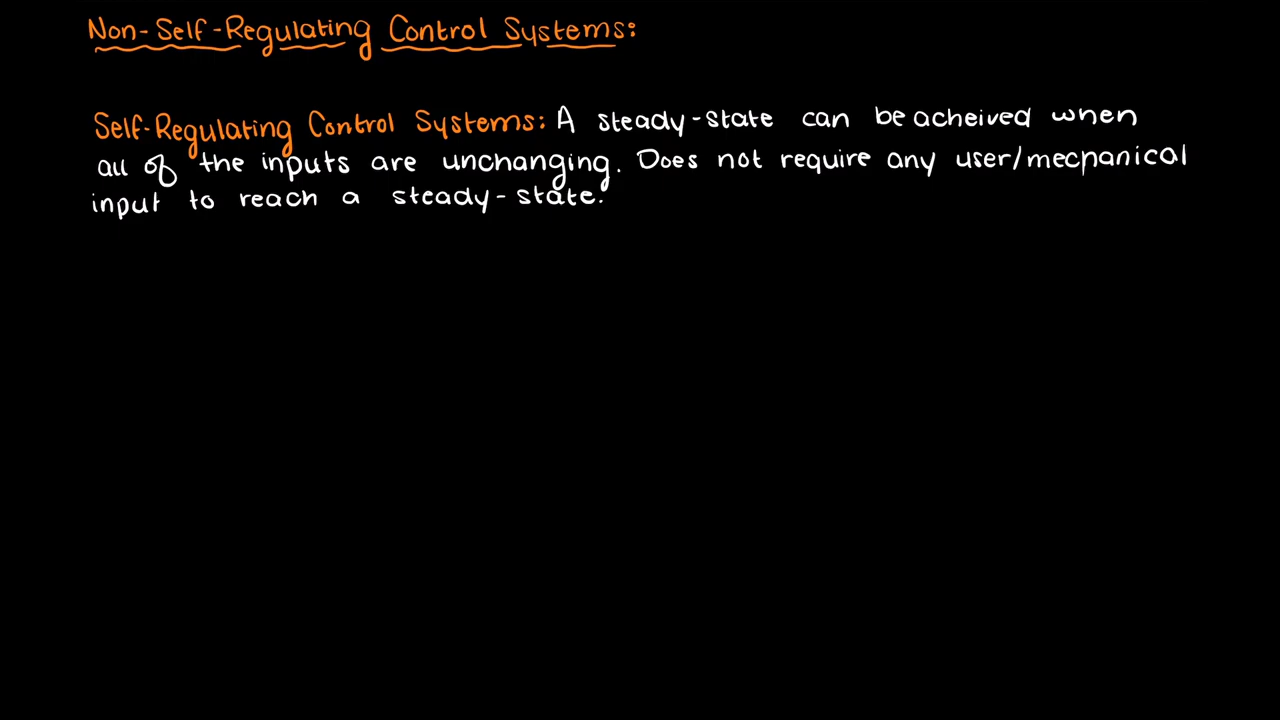 Non-Self-Regulating Control Systems:
Self-Regulating Control Systems: A steady-state can be acheived when
all of the inputs are unchanging. Does not require any user/mecpanical
input to reach a steady-state.